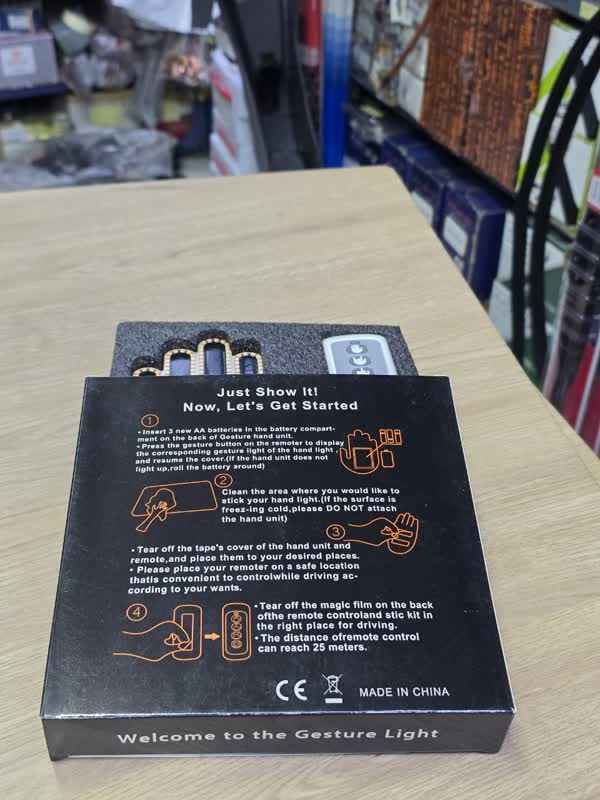 Just Show It!
Now, Let's Get Started
1
• Insert 3 new AA batteries in the battery compart-
ment on the back of Gesture hand unit.
• Press the gesture button on the remoter to display
the corresponding gesture light of the hand light ,
and resume the cover.(If the hand unit does not
light up,roll the battery around)
2
Clean the area where you would like to
stick your hand light.(If the surface is
freez-ing cold,please DO NOT attach
the hand unit)
3
• Tear off the tape's cover of the hand unit and
remote,and place them to your desired places.
• Please place your remoter on a safe location
thatis convenient to controlwhile driving ac-
cording to your wants.
4
• Tear off the magic film on the back
ofthe remote controland stic kit in
the right place for driving.
• The distance ofremote control
can reach 25 meters.
CE
MADE IN CHINA
Welcome to the Gesture Light